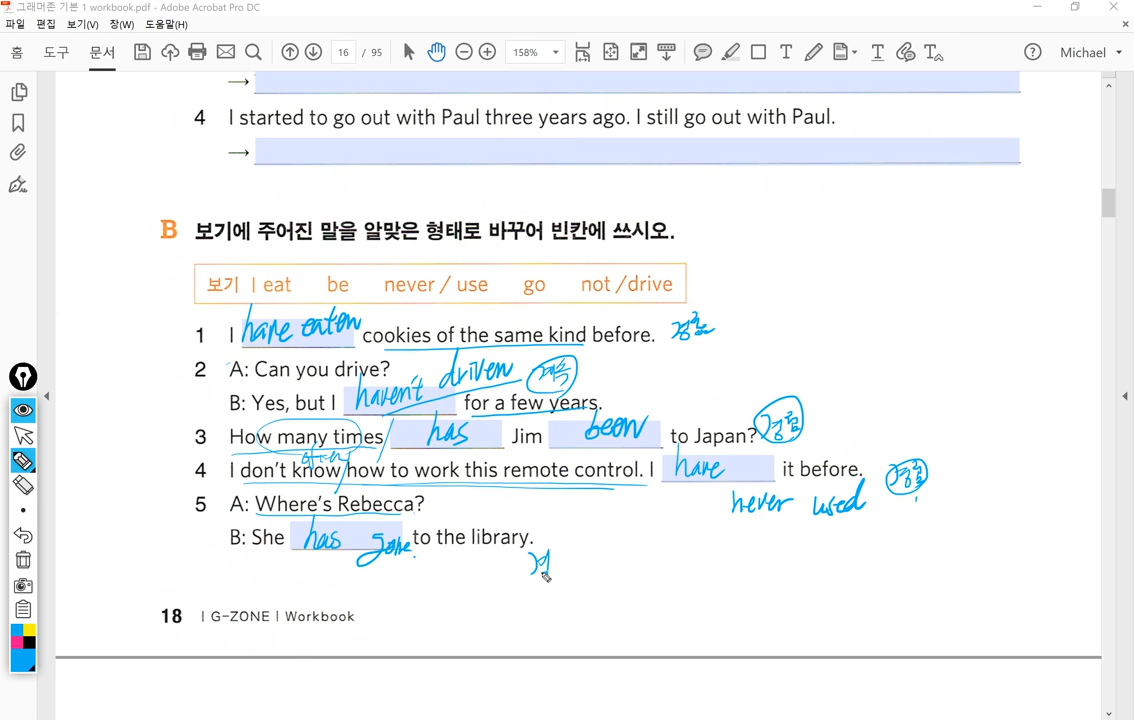 그래머존 기본 1 workbook.pdf - Adobe Acrobat Pro DC
파일 편집 보기(V) 창(W) 도움말(H)
홈 도구 문서 16 / 95 158% Michael
→
4 I started to go out with Paul three years ago. I still go out with Paul.
→
B 보기에 주어진 말을 알맞은 형태로 바꾸어 빈칸에 쓰시오.
보기 | eat be never / use go not / drive
1 I have eaten cookies of the same kind before. 경험
2 A: Can you drive?
B: Yes, but I haven't driven for a few years. 계속
3 How many times has Jim been to Japan? 경험
often
4 I don't know how to work this remote control. I have it before. 경험
never used
5 A: Where's Rebecca?
B: She has gone to the library.
18 | G-ZONE | Workbook